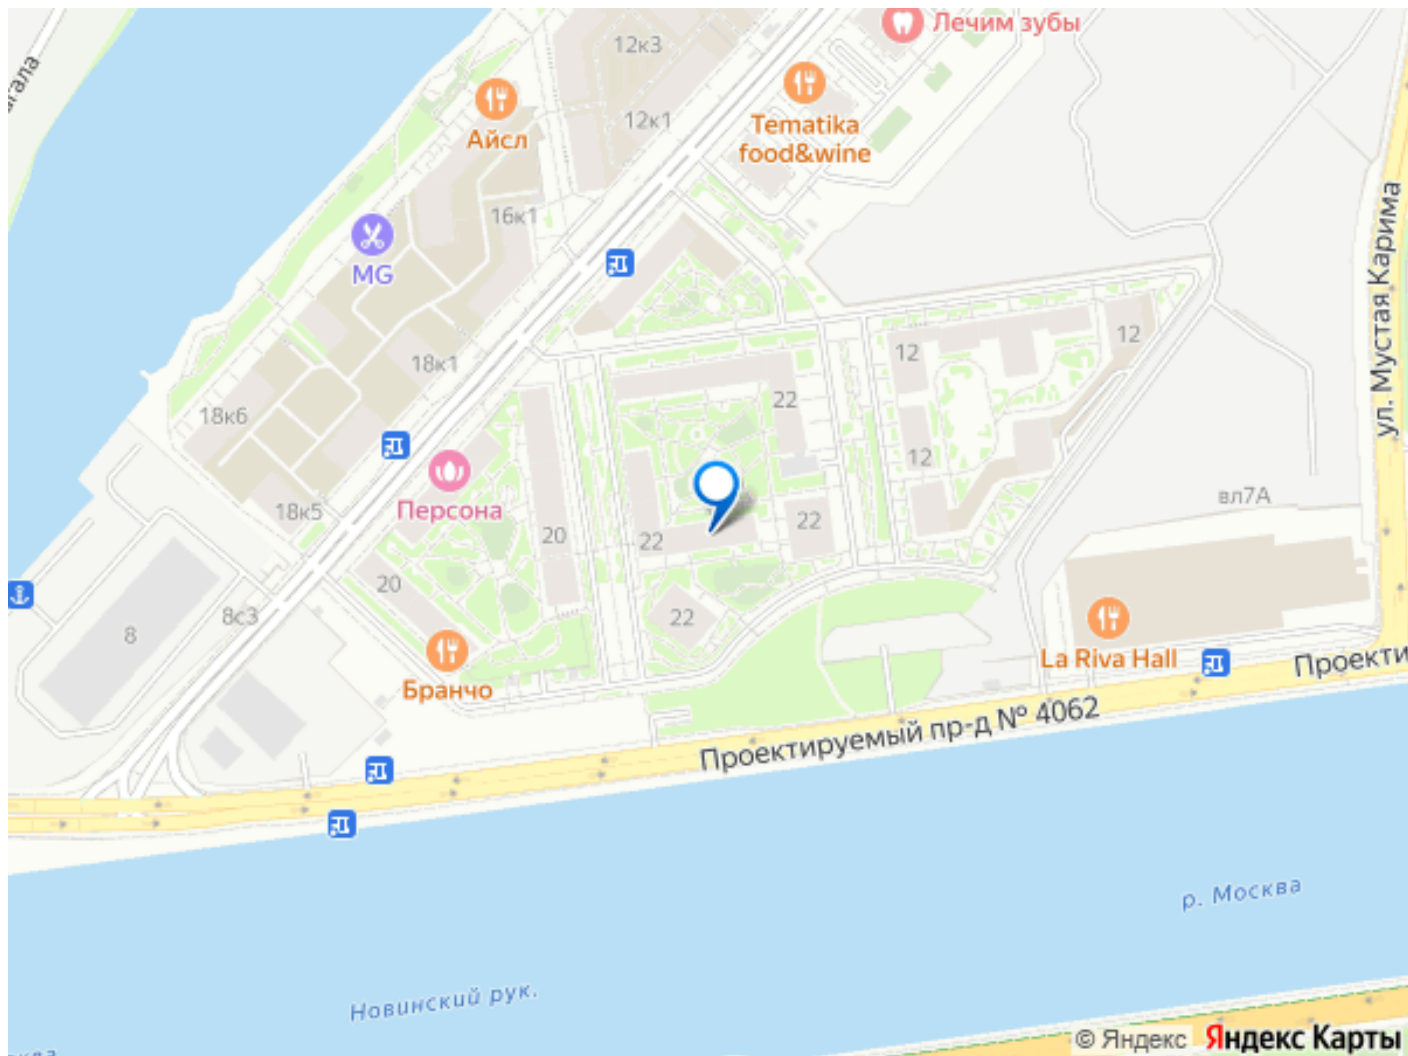 Лечим зубы
12к3
Айсл
12к1
Tematika
food&wine
16к1
MG
ул. Мустая Карима
18к1
12
12
18к6
22
12
18к5
Персона
вл7А
20
22
22
20
8с3
8
22
La Riva Hall
Бранчо
Проекти
Проектируемый пр-д № 4062
р. Москва
Новинский рук.
© Яндекс Яндекс Карты